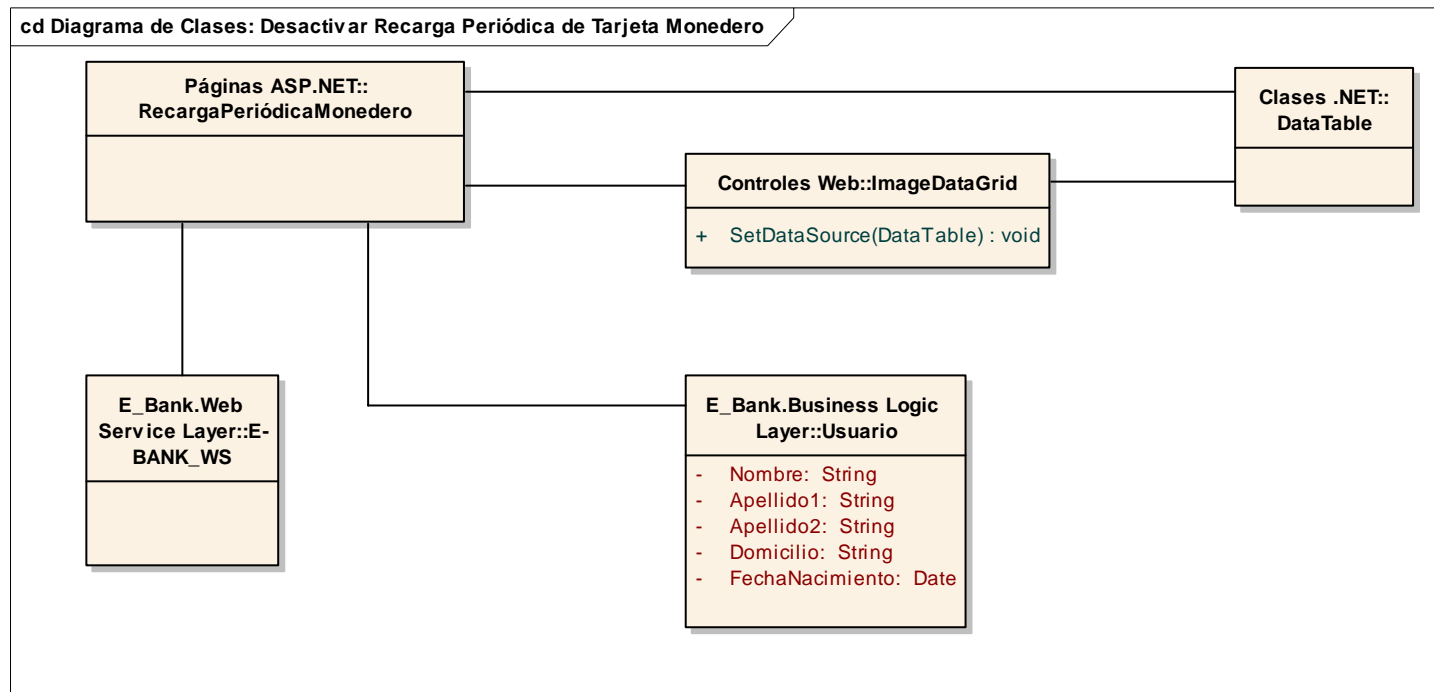 cd Diagrama de Clases: Desactivar Recarga Periódica de Tarjeta Monedero
Páginas ASP.NET::
RecargaPeriódicaMonedero
Clases .NET::
DataTable
Controles Web::ImageDataGrid
+ SetDataSource(DataTable) : void
E_Bank.Web
Service Layer::E-
BANK_WS
E_Bank.Business Logic
Layer::Usuario
- Nombre: String
- Apellido1: String
- Apellido2: String
- Domicilio: String
- FechaNacimiento: Date